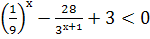 (1/9)^x − 28/3^(x+1) + 3 < 0